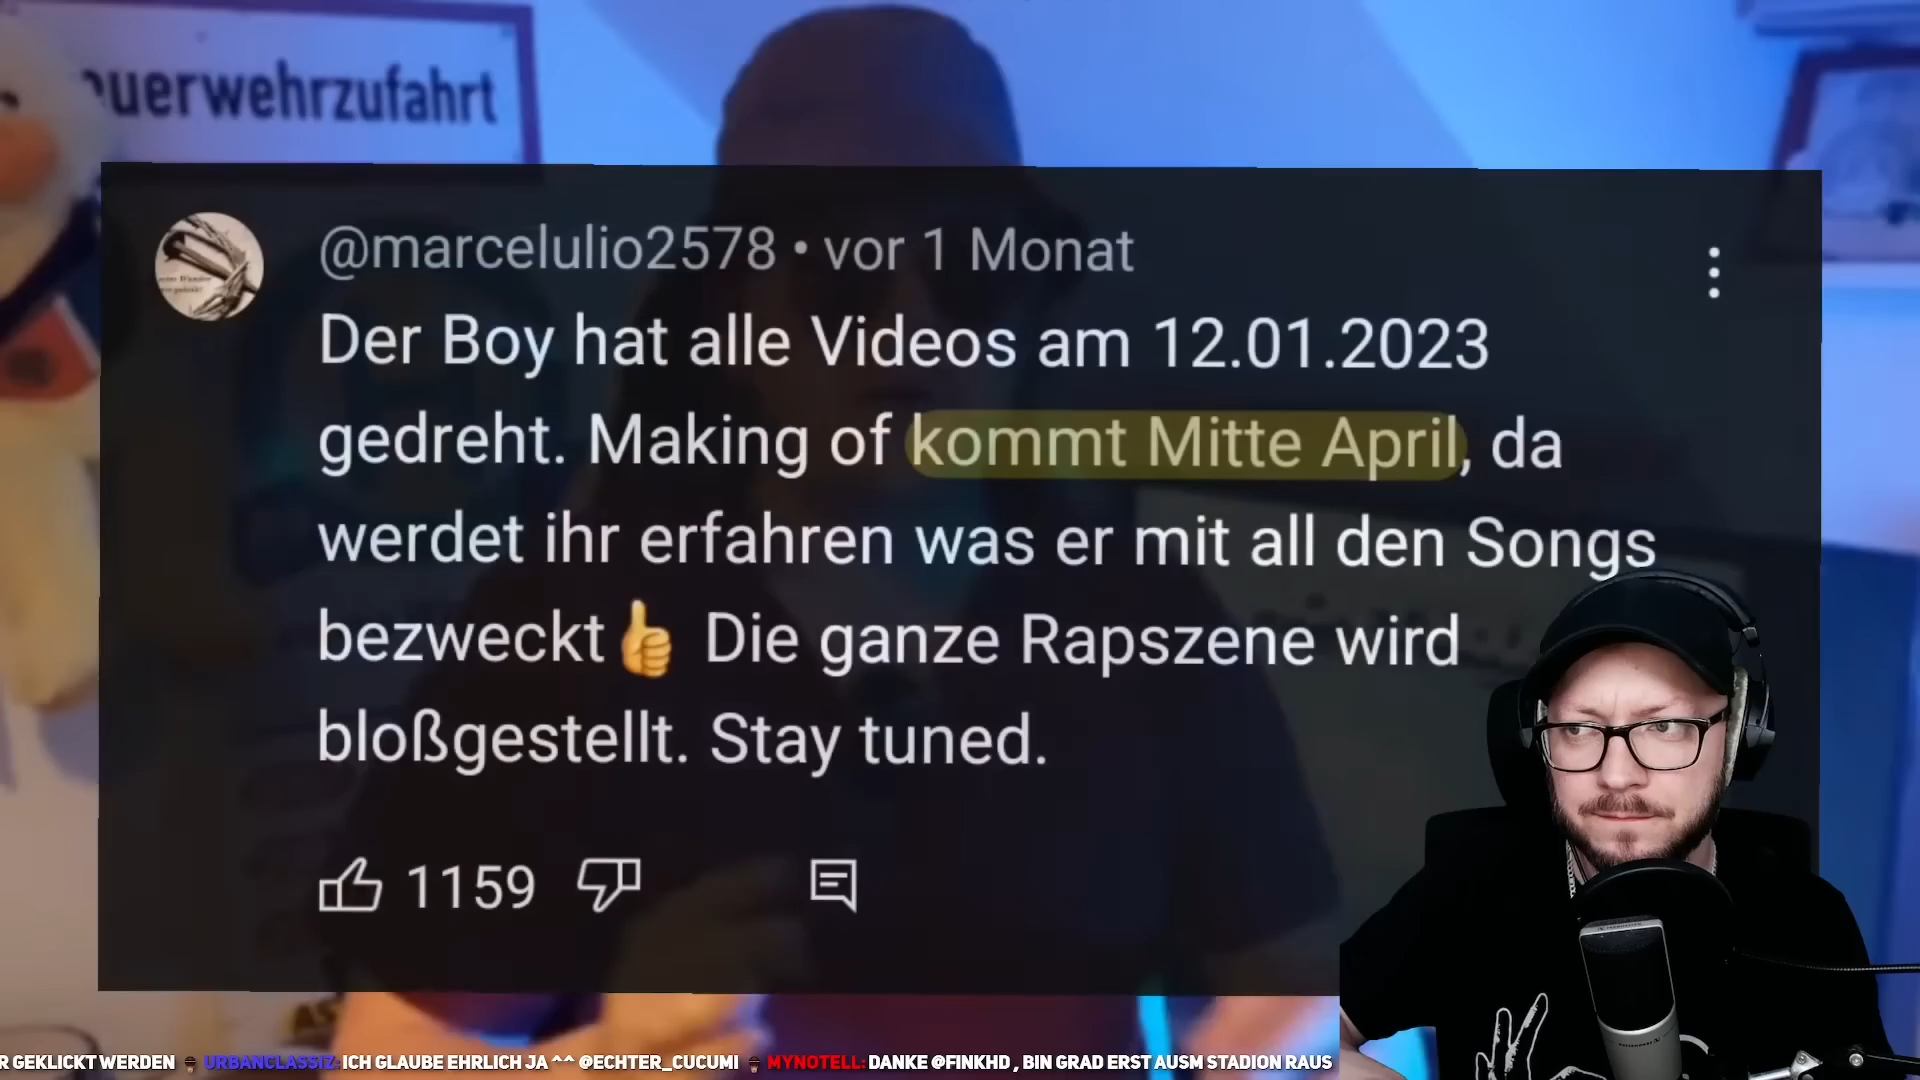 uerwehrzufahrt
@marcelulio2578 • vor 1 Monat
Der Boy hat alle Videos am 12.01.2023
gedreht. Making of kommt Mitte April, da
werdet ihr erfahren was er mit all den Songs
bezweckt👍 Die ganze Rapszene wird
bloßgestellt. Stay tuned.
1159
R GEKLICKT WERDEN URBANCLASSIZ: ICH GLAUBE EHRLICH JA ^^ @ECHTER_CUCUMI MYNOTELL: DANKE @FINKHD , BIN GRAD ERST AUSM STADION RAUS